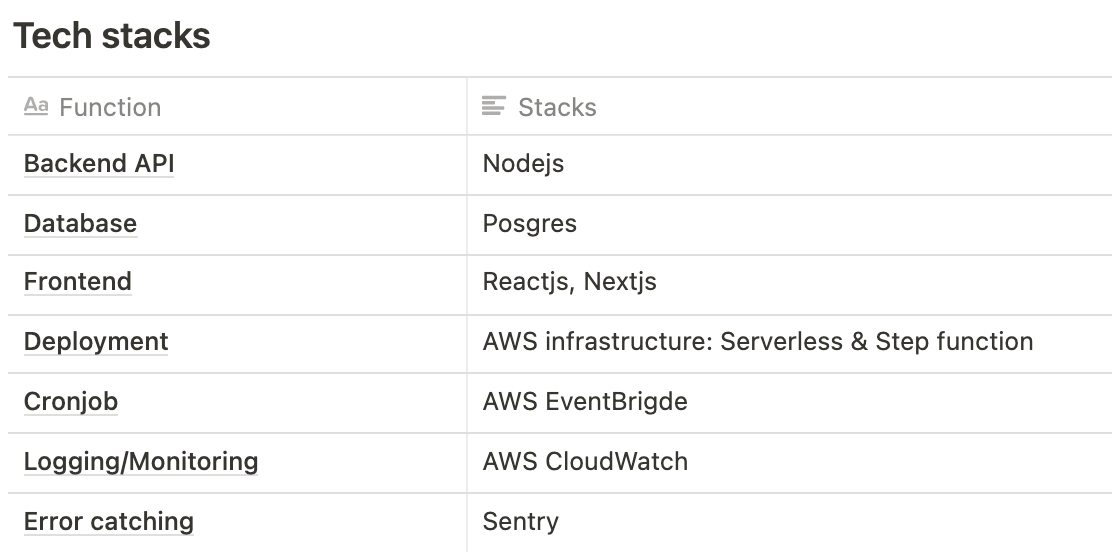 Tech stacks
Aa Function Stacks
Backend API Nodejs
Database Posgres
Frontend Reactjs, Nextjs
Deployment AWS infrastructure: Serverless & Step function
Cronjob AWS EventBrigde
Logging/Monitoring AWS CloudWatch
Error catching Sentry